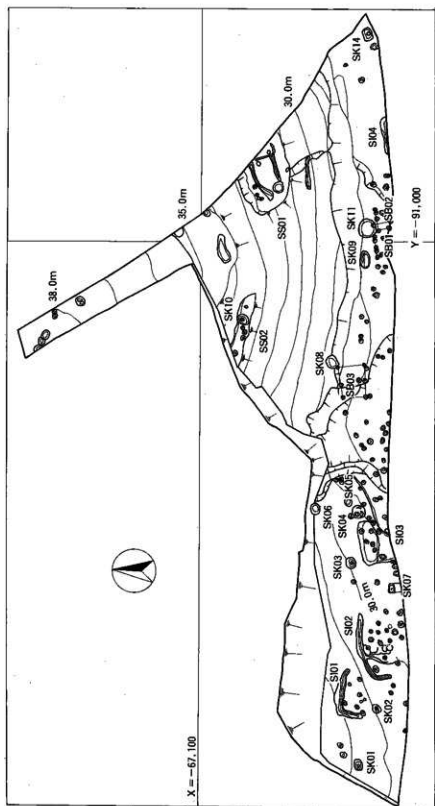 38.0m
35.0m
30.0m
SK14
SI04
SS01
SK11
SB02
SB01
SK09
Y = -91,000
SK10
SS02
SK08
SB03
SK05
SK06
SK04
SI03
SK03
SK07
30.0m
SI02
SI01
SK02
SK01
X = -67,100